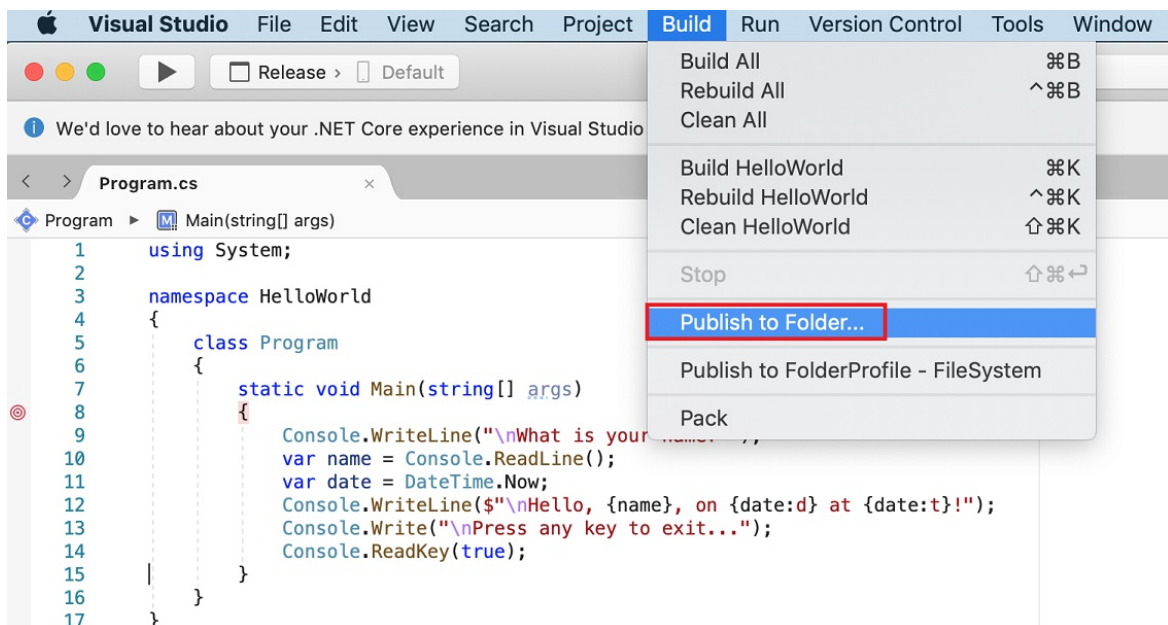 Visual Studio File Edit View Search Project Build Run Version Control Tools Window
Release › Default
We'd love to hear about your .NET Core experience in Visual Studio
Build All ⌘B
Rebuild All ^⌘B
Clean All
Build HelloWorld ⌘K
Rebuild HelloWorld ^⌘K
Clean HelloWorld ⇧⌘K
Stop ⇧⌘↩
Publish to Folder...
Publish to FolderProfile - FileSystem
Pack
< > Program.cs ×
C Program ▸ M Main(string[] args)
1 using System;
2
3 namespace HelloWorld
4 {
5 class Program
6 {
7 static void Main(string[] args)
8 {
9 Console.WriteLine("\nWhat is your
10 var name = Console.ReadLine();
11 var date = DateTime.Now;
12 Console.WriteLine($"\nHello, {name}, on {date:d} at {date:t}!");
13 Console.Write("\nPress any key to exit...");
14 Console.ReadKey(true);
15 }
16 }
17 }